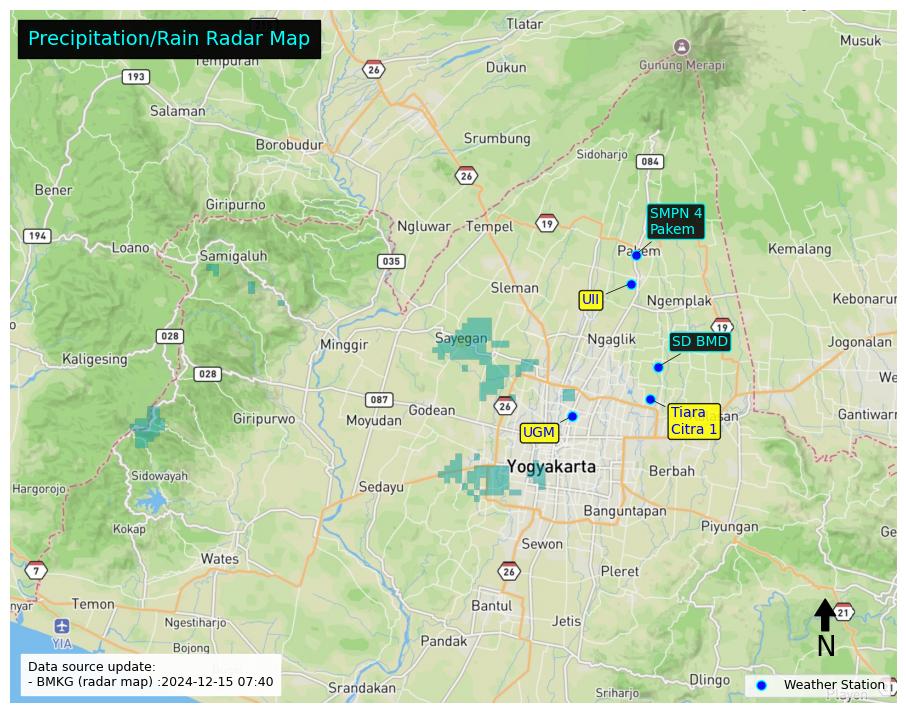 Precipitation/Rain Radar Map
Tlatar
Musuk
193
26
Dukun
Gunung Merapi
Salaman
Borobudur
Srumbung
Sidoharjo
084
26
Bener
Giripurno
SMPN 4
Pakem
Ngluwar
Tempel
19
194
Loano
Samigaluh
035
Pakem
Kemalang
Sleman
UII
Ngemplak
Kebonarum
028
Sayegan
Ngaglik
19
SD BMD
Minggir
Jogonalan
Kaligesing
028
087
Godean
26
Tiara
Citra 1
Giripurwo
Moyudan
UGM
Gantiwarn
Yogyakarta
Berbah
Sidowayah
Hargorojo
Sedayu
Banguntapan
Kokap
Piyungan
Sewon
Wates
7
26
Pleret
Temon
Bantul
21
Ngestiharjo
Jetis
YIA
Bojong
Pandak
N
Data source update:
- BMKG (radar map) :2024-12-15 07:40
Dlingo
Srandakan
Sriharjo
Weather Station